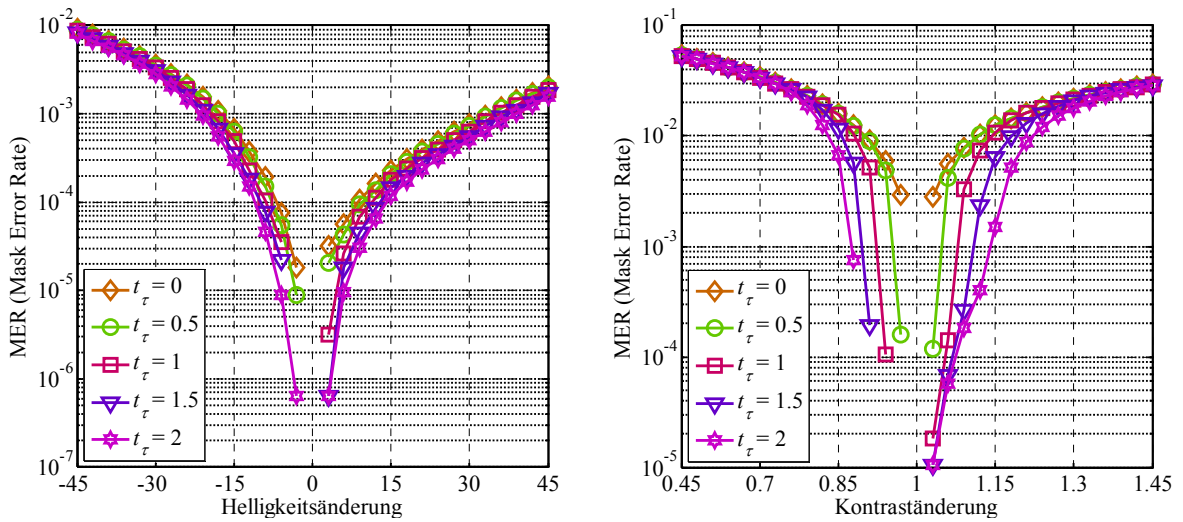 MER (Mask Error Rate)
10^-2
10^-3
10^-4
10^-5
10^-6
10^-7
-45 -30 -15 0 15 30 45
Helligkeitsänderung
t_τ = 0
t_τ = 0.5
t_τ = 1
t_τ = 1.5
t_τ = 2
MER (Mask Error Rate)
10^-1
10^-2
10^-3
10^-4
10^-5
0.45 0.7 0.85 1 1.15 1.3 1.45
Kontraständerung
t_τ = 0
t_τ = 0.5
t_τ = 1
t_τ = 1.5
t_τ = 2